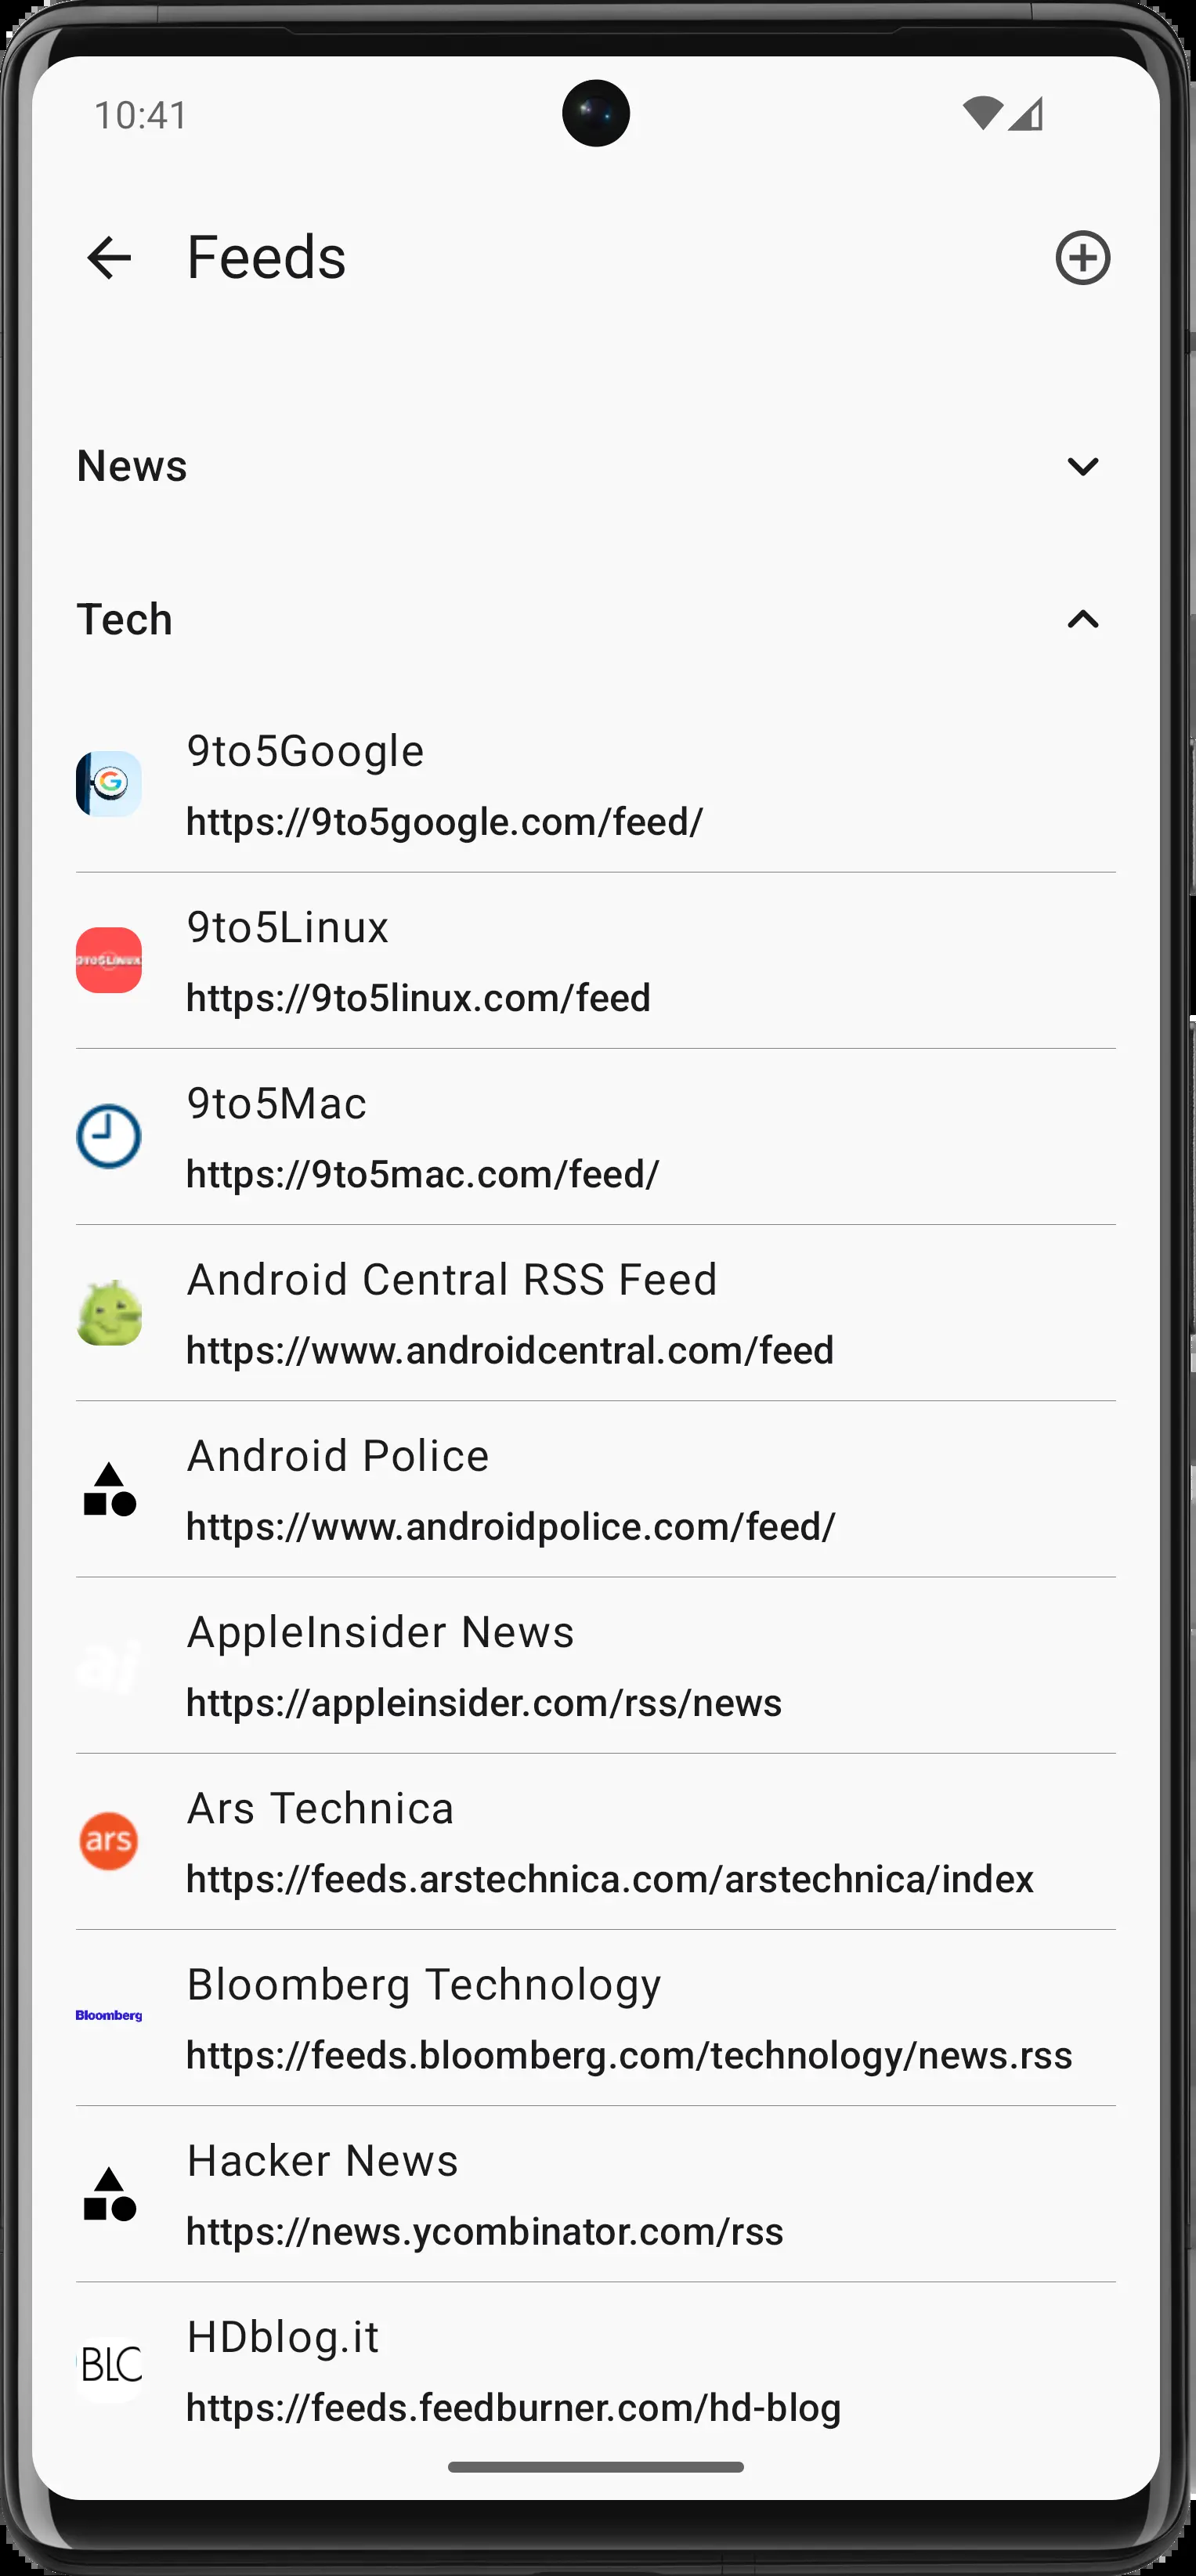 10:41
Feeds
News
Tech
9to5Google
https://9to5google.com/feed/
9TO5LINUX
9to5Linux
https://9to5linux.com/feed
9to5Mac
https://9to5mac.com/feed/
Android Central RSS Feed
https://www.androidcentral.com/feed
Android Police
https://www.androidpolice.com/feed/
ai
AppleInsider News
https://appleinsider.com/rss/news
ars
Ars Technica
https://feeds.arstechnica.com/arstechnica/index
Bloomberg
Bloomberg Technology
https://feeds.bloomberg.com/technology/news.rss
Hacker News
https://news.ycombinator.com/rss
BLC
HDblog.it
https://feeds.feedburner.com/hd-blog